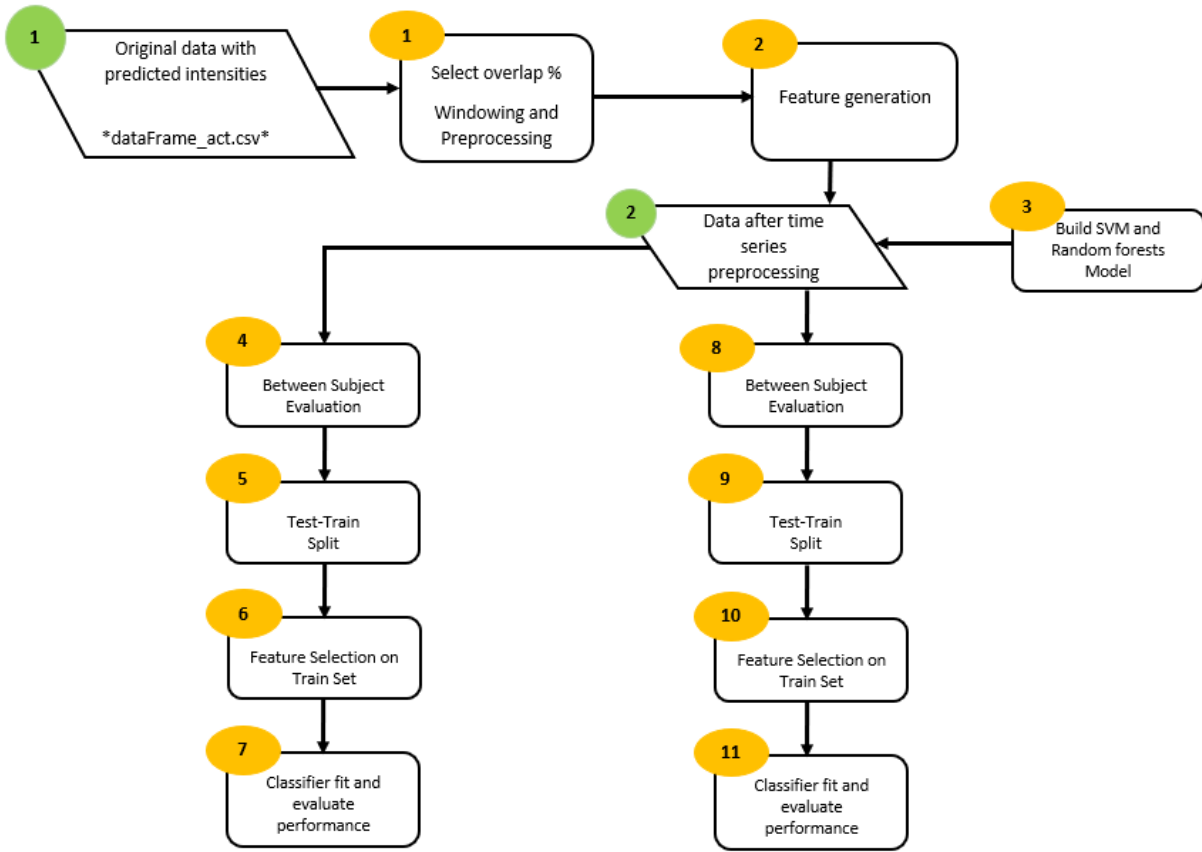 1
Original data with
predicted intensities
*dataFrame_act.csv*
1
Select overlap %
Windowing and
Preprocessing
2
Feature generation
2
Data after time
series
preprocessing
3
Build SVM and
Random forests
Model
4
Between Subject
Evaluation
8
Between Subject
Evaluation
5
Test-Train
Split
9
Test-Train
Split
6
Feature Selection on
Train Set
10
Feature Selection on
Train Set
7
Classifier fit and
evaluate
performance
11
Classifier fit and
evaluate
performance